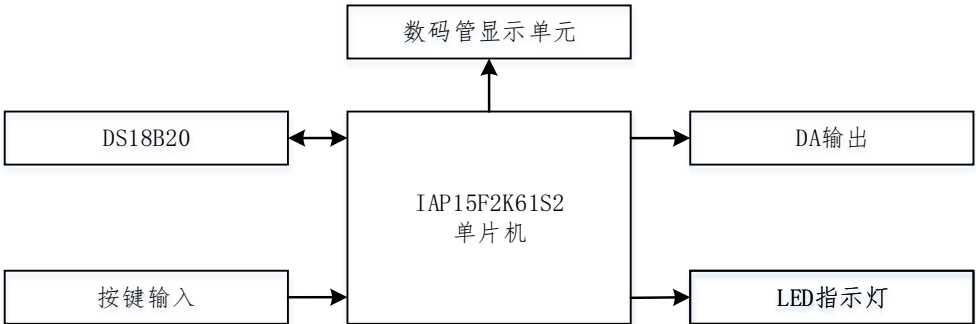 数码管显示单元
DS18B20
DA输出
IAP15F2K61S2
单片机
按键输入
LED指示灯